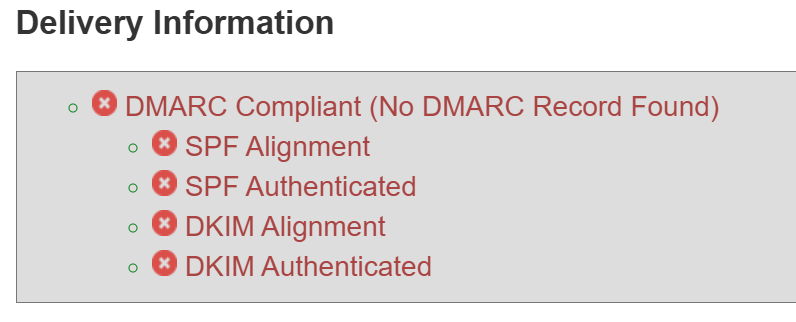 Delivery Information
DMARC Compliant (No DMARC Record Found)
SPF Alignment
SPF Authenticated
DKIM Alignment
DKIM Authenticated